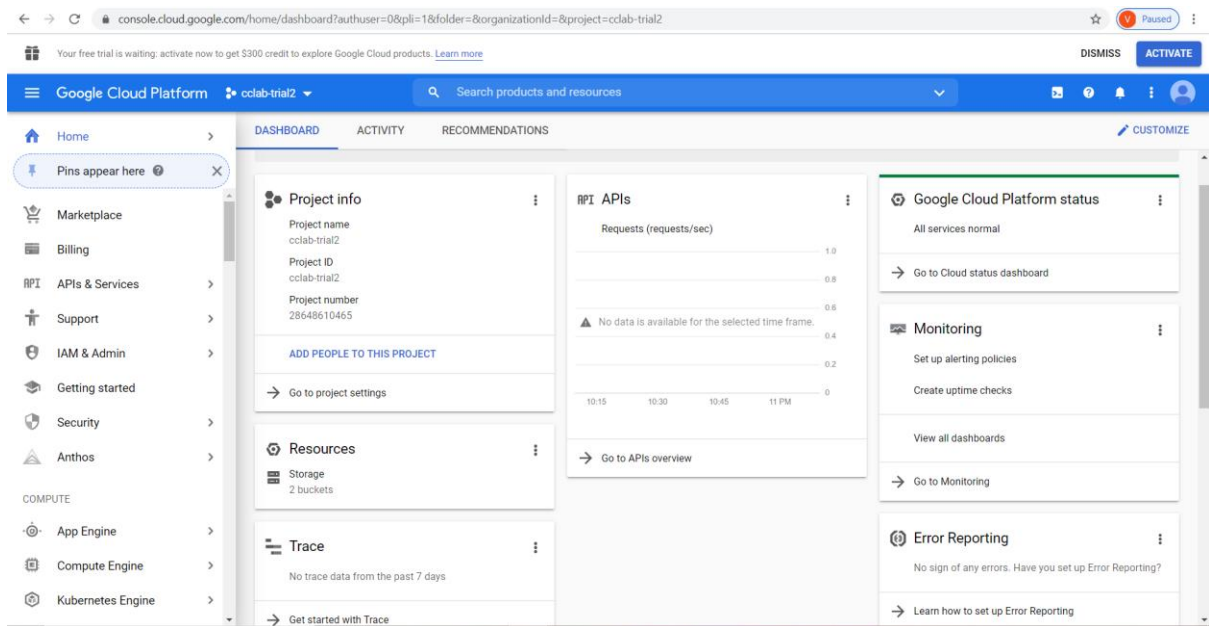 console.cloud.google.com/home/dashboard?authuser=0&pli=1&folder=&organizationId=&project=cclab-trial2
V
Paused
Your free trial is waiting: activate now to get $300 credit to explore Google Cloud products. Learn more
DISMISS
ACTIVATE
Google Cloud Platform
cclab-trial2
Search products and resources
Home
Pins appear here
Marketplace
Billing
API APIs & Services
Support
IAM & Admin
Getting started
Security
Anthos
COMPUTE
App Engine
Compute Engine
Kubernetes Engine
DASHBOARD
ACTIVITY
RECOMMENDATIONS
CUSTOMIZE
Project info
Project name
cclab-trial2
Project ID
cclab-trial2
Project number
28648610465
ADD PEOPLE TO THIS PROJECT
Go to project settings
Resources
Storage
2 buckets
Trace
No trace data from the past 7 days
Get started with Trace
API APIs
Requests (requests/sec)
1.0
0.8
0.6
No data is available for the selected time frame.
0.4
0.2
0
10:15 10:30 10:45 11 PM
Go to APIs overview
Google Cloud Platform status
All services normal
Go to Cloud status dashboard
Monitoring
Set up alerting policies
Create uptime checks
View all dashboards
Go to Monitoring
Error Reporting
No sign of any errors. Have you set up Error Reporting?
Learn how to set up Error Reporting